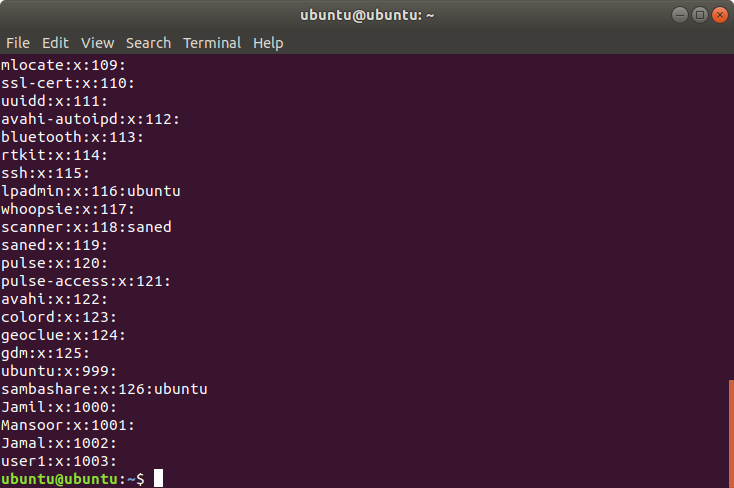 ubuntu@ubuntu: ~
File Edit View Search Terminal Help
mlocate:x:109:
ssl-cert:x:110:
uuidd:x:111:
avahi-autoipd:x:112:
bluetooth:x:113:
rtkit:x:114:
ssh:x:115:
lpadmin:x:116:ubuntu
whoopsie:x:117:
scanner:x:118:saned
saned:x:119:
pulse:x:120:
pulse-access:x:121:
avahi:x:122:
colord:x:123:
geoclue:x:124:
gdm:x:125:
ubuntu:x:999:
sambashare:x:126:ubuntu
Jamil:x:1000:
Mansoor:x:1001:
Jamal:x:1002:
user1:x:1003:
ubuntu@ubuntu:~$